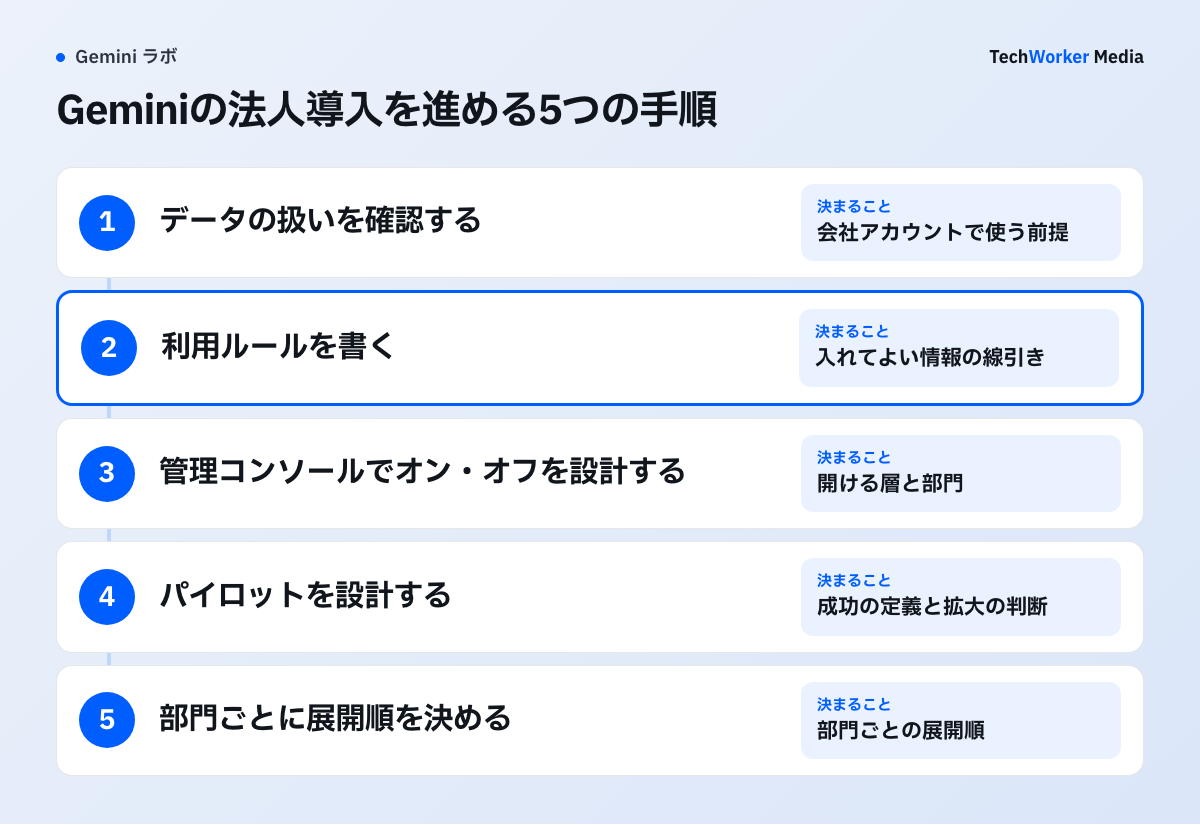 Gemini ラボ
TechWorker Media
Geminiの法人導入を進める5つの手順
1
データの扱いを確認する
決まること
会社アカウントで使う前提
2
利用ルールを書く
決まること
入れてよい情報の線引き
3
管理コンソールでオン・オフを設計する
決まること
開ける層と部門
4
パイロットを設計する
決まること
成功の定義と拡大の判断
5
部門ごとに展開順を決める
決まること
部門ごとの展開順